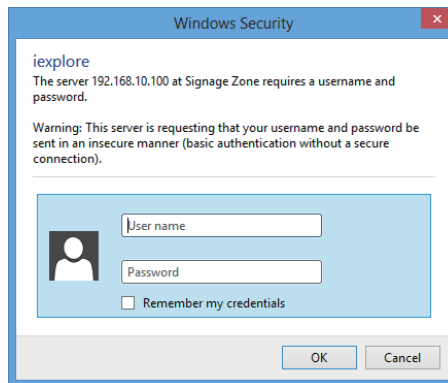 Windows Security
iexplore
The server 192.168.10.100 at Signage Zone requires a username and
password.
Warning: This server is requesting that your username and password be
sent in an insecure manner (basic authentication without a secure
connection).
User name
Password
Remember my credentials
OK
Cancel